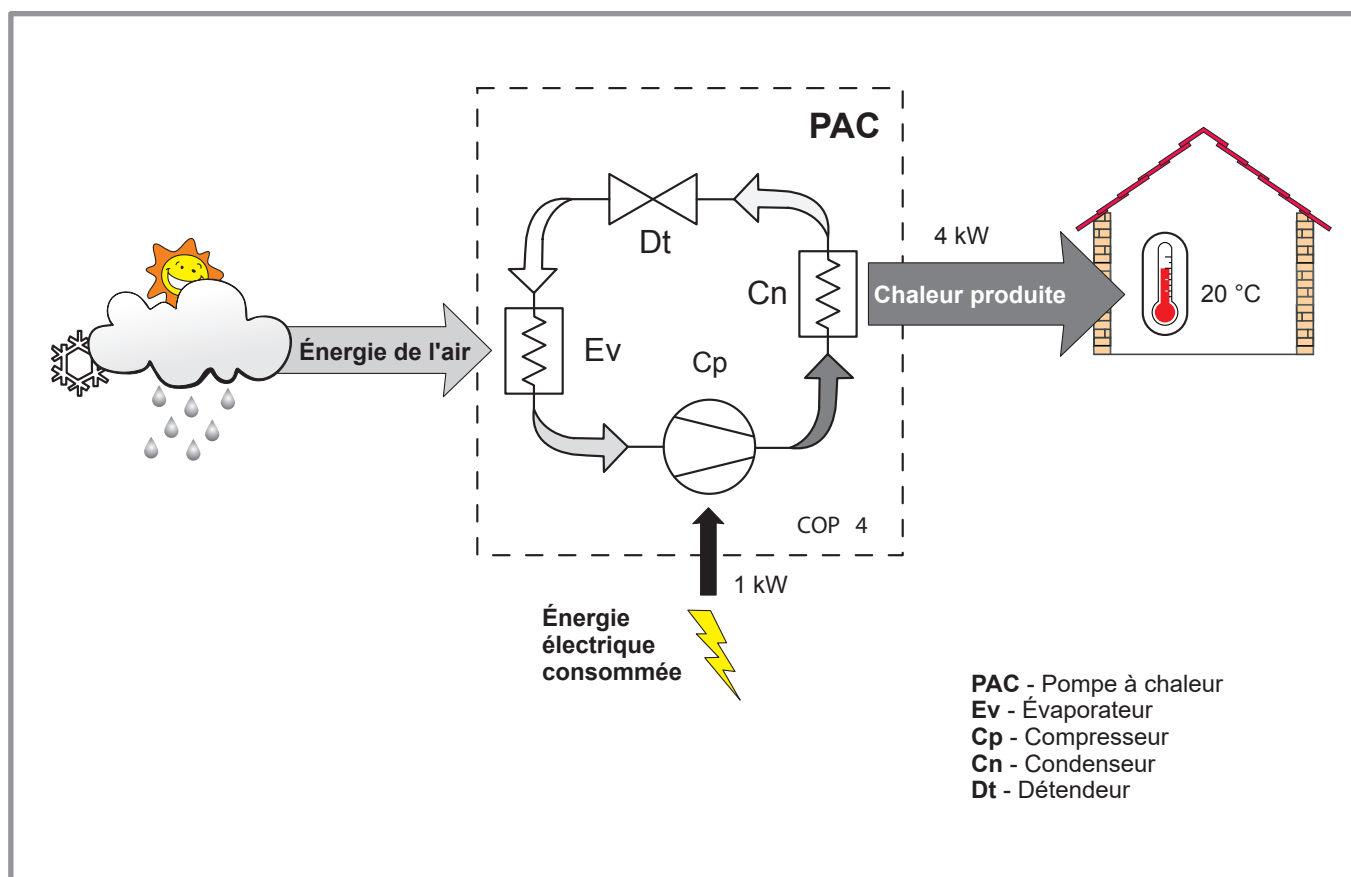 PAC
Dt
4 kW
Cn
Chaleur produite
20 °C
Énergie de l'air
Ev
Cp
COP 4
1 kW
Énergie
électrique
consommée
PAC - Pompe à chaleur
Ev - Évaporateur
Cp - Compresseur
Cn - Condenseur
Dt - Détendeur